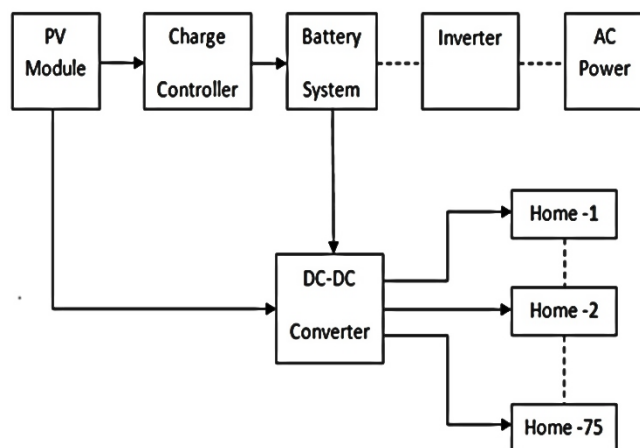 PV
Module
Charge
Controller
Battery
System
Inverter
AC
Power
DC-DC
Converter
Home -1
Home -2
Home -75